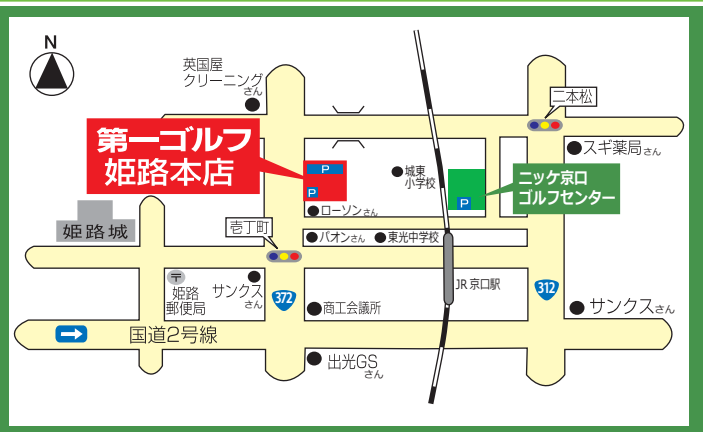 N
英国屋
クリーニング
さん
二本松
第一ゴルフ
姫路本店
P
P
城東
小学校
スギ薬局さん
ニッケ京口
ゴルフセンター
P
ローソンさん
姫路城
壱丁町
パオンさん
東光中学校
〒
姫路
郵便局
サンクス
さん
372
商工会議所
JR 京口駅
312
サンクスさん
国道2号線
出光GS
さん